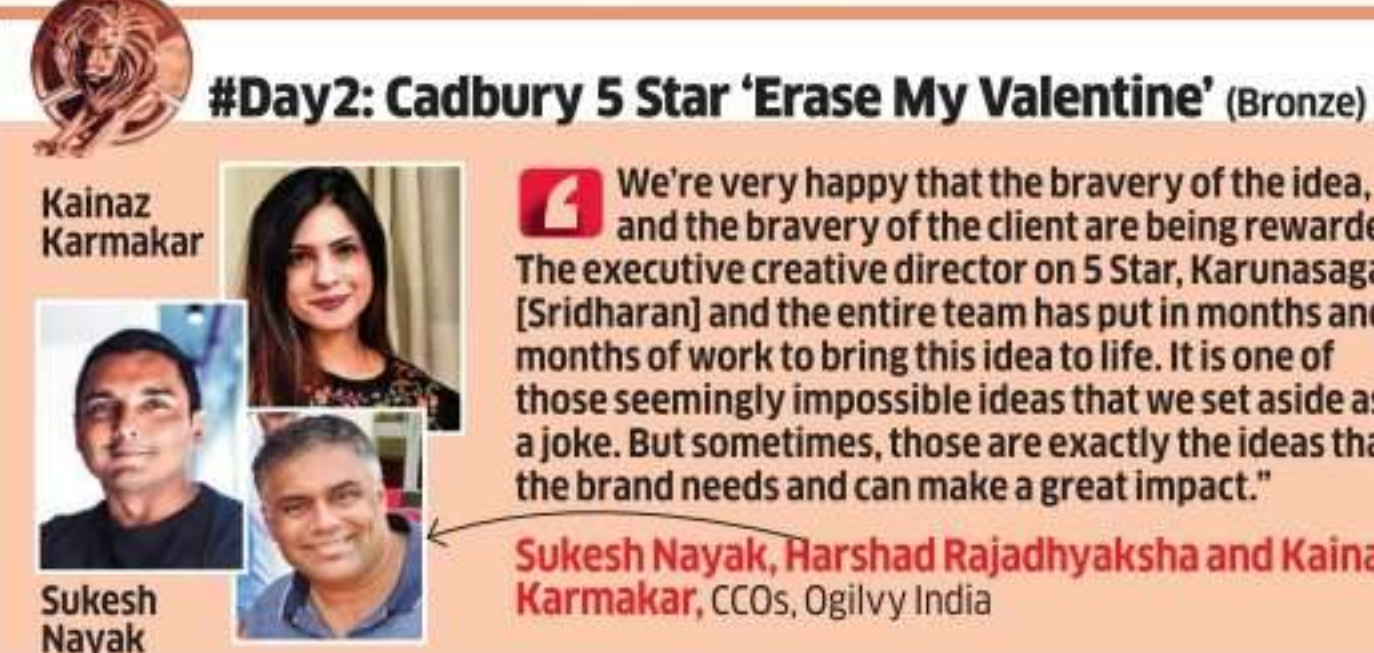 #Day2: Cadbury 5 Star ‘Erase My Valentine’ (Bronze)
Kainaz
Karmakar
Sukesh
Nayak
We're very happy that the bravery of the idea,
and the bravery of the client are being rewarde
The executive creative director on 5 Star, Karunasaga
[Sridharan] and the entire team has put in months and
months of work to bring this idea to life. It is one of
those seemingly impossible ideas that we set aside as
a joke. But sometimes, those are exactly the ideas tha
the brand needs and can make a great impact.”
Sukesh Nayak, Harshad Rajadhyaksha and Kaina
Karmakar, CCOs, Ogilvy India